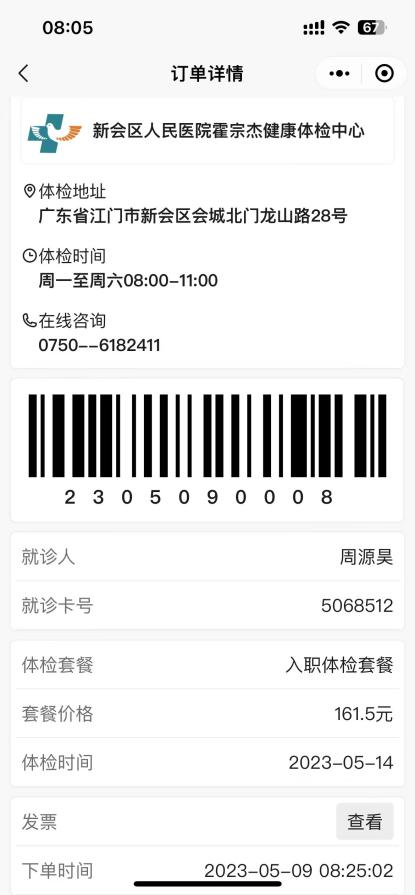 08:05
67
订单详情
新会区人民医院霍宗杰健康体检中心
体检地址
广东省江门市新会区会城北门龙山路28号
体检时间
周一至周六08:00-11:00
在线咨询
0750--6182411
2305090008
就诊人 周源昊
就诊卡号 5068512
体检套餐 入职体检套餐
套餐价格 161.5元
体检时间 2023-05-14
发票 查看
下单时间 2023-05-09 08:25:02